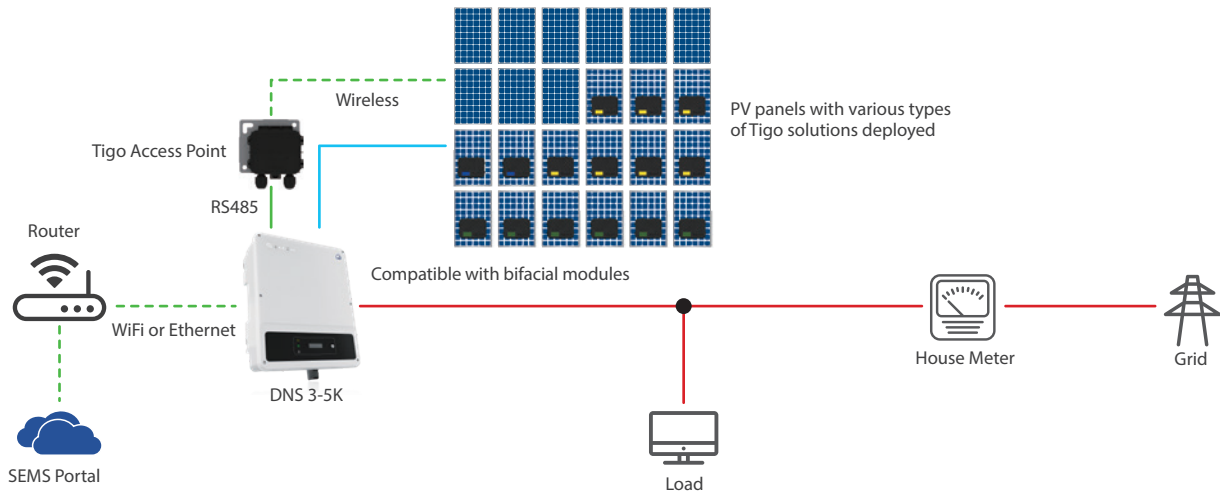 Wireless
PV panels with various types
of Tigo solutions deployed
Tigo Access Point
RS485
Router
Compatible with bifacial modules
WiFi or Ethernet
DNS 3-5K
House Meter
Grid
SEMS Portal
Load